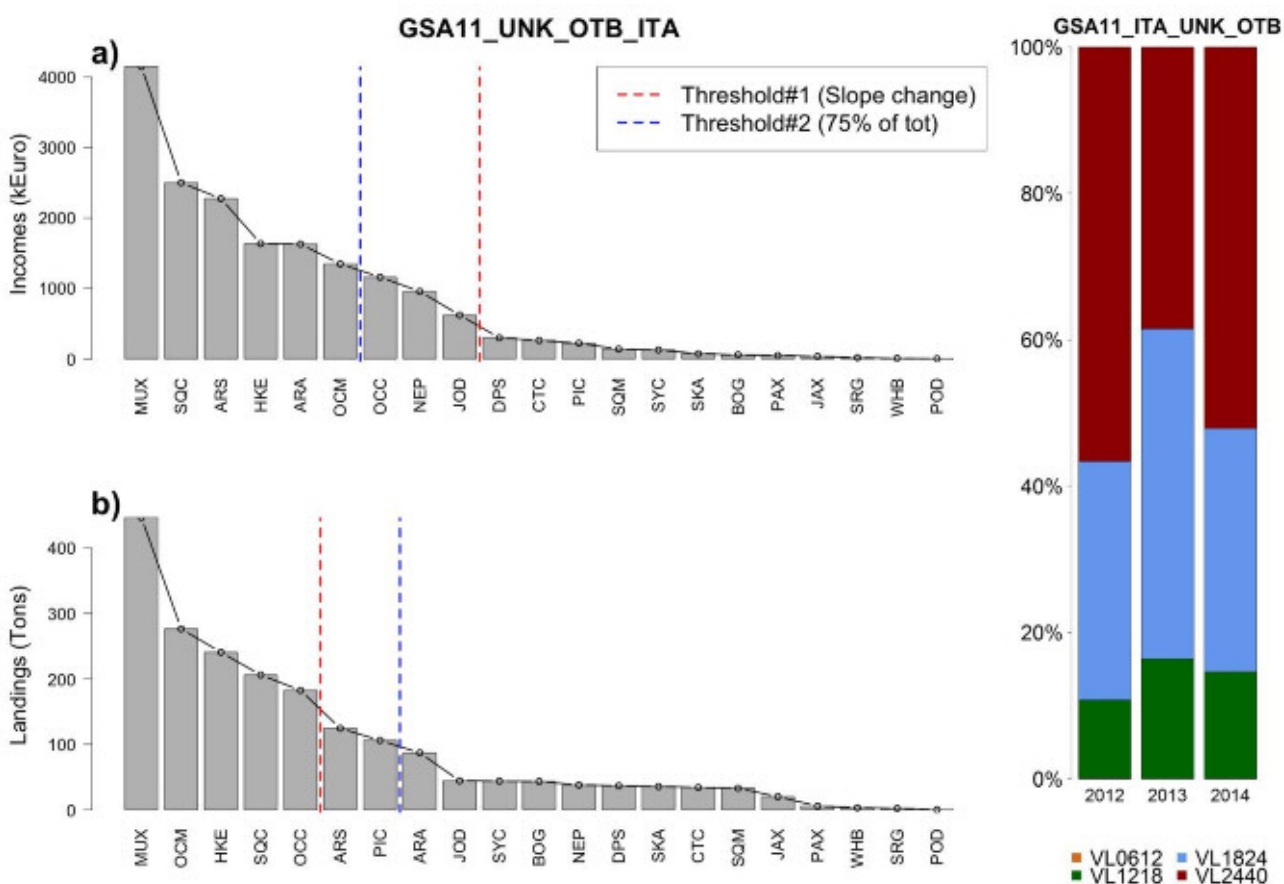 GSA11_UNK_OTB_ITA
a)
Incomes (kEuro)
4000
3000
2000
1000
0
Threshold#1 (Slope change)
Threshold#2 (75% of tot)
MUX SQC ARS HKE ARA OCM OCC NEP JOD DPS CTC PIC SQM SYC SKA BOG PAX JAX SRG WHB POD
b)
Landings (Tons)
400
300
200
100
0
MUX OCM HKE SQC OCC ARS PIC ARA JOD SYC BOG NEP DPS SKA CTC SQM JAX PAX WHB SRG POD
GSA11_ITA_UNK_OTB
100%
80%
60%
40%
20%
0%
2012 2013 2014
VL0612 VL1824
VL1218 VL2440